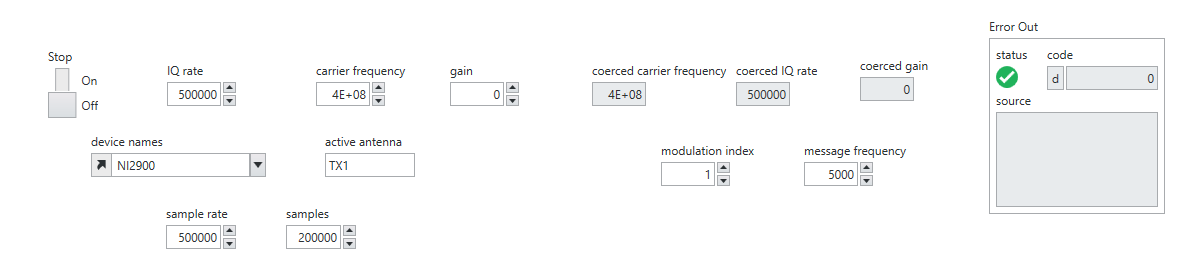 Error Out
Stop
status
code
On
Off
IQ rate
500000
carrier frequency
4E+08
gain
0
coerced carrier frequency
4E+08
coerced IQ rate
500000
coerced gain
0
d
0
source
device names
NI2900
active antenna
TX1
modulation index
1
message frequency
5000
sample rate
500000
samples
200000